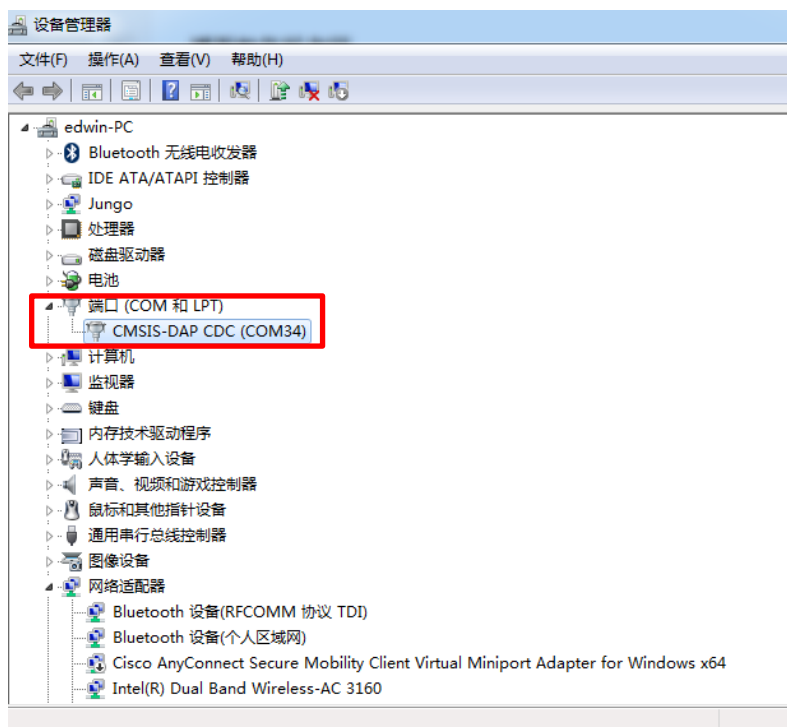 设备管理器
文件(F) 操作(A) 查看(V) 帮助(H)
edwin-PC
Bluetooth 无线电收发器
IDE ATA/ATAPI 控制器
Jungo
处理器
磁盘驱动器
电池
端口 (COM 和 LPT)
CMSIS-DAP CDC (COM34)
计算机
监视器
键盘
内存技术驱动程序
人体学输入设备
声音、视频和游戏控制器
鼠标和其他指针设备
通用串行总线控制器
图像设备
网络适配器
Bluetooth 设备(RFCOMM 协议 TDI)
Bluetooth 设备(个人区域网)
Cisco AnyConnect Secure Mobility Client Virtual Miniport Adapter for Windows x64
Intel(R) Dual Band Wireless-AC 3160